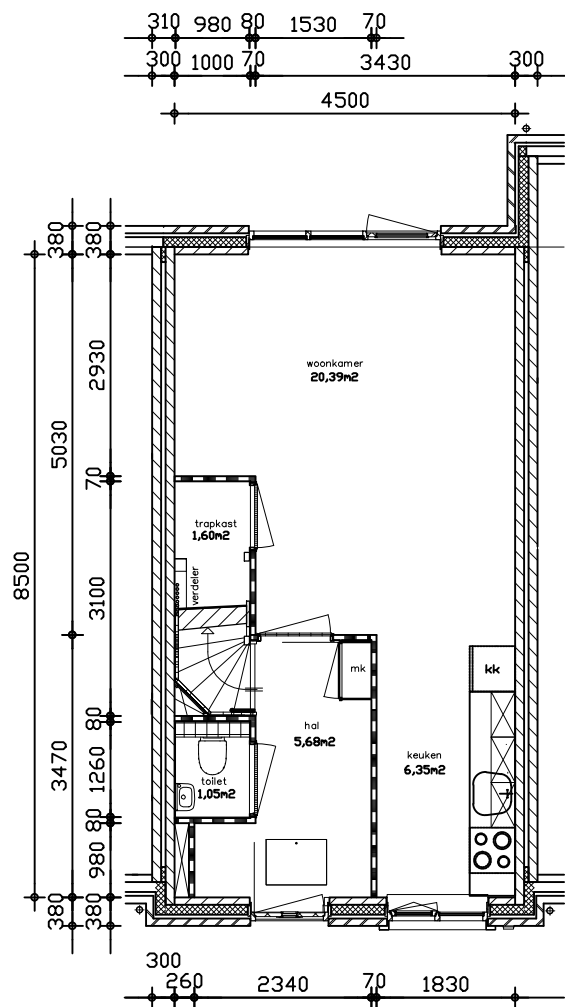 310 980 80 1530 70
300 1000 70 3430 300
4500
380 380
2930
5030
70
8500
3100
80
3470
1260
80
980
380 380
woonkamer
20,39m2
trapkast
1,60m2
verdeler
mk
kk
hal
5,68m2
keuken
6,35m2
toilet
1,05m2
300
260 2340 70 1830